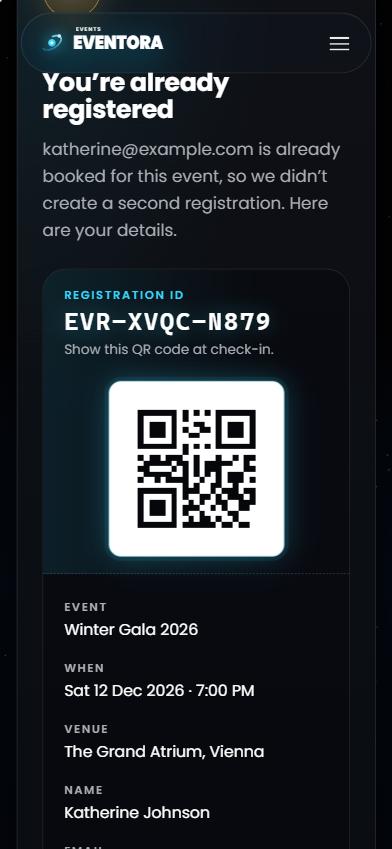 EVENTS
EVENTORA
You’re already
registered
katherine@example.com is already
booked for this event, so we didn’t
create a second registration. Here
are your details.
REGISTRATION ID
EVR-XVQC-N879
Show this QR code at check-in.
EVENT
Winter Gala 2026
WHEN
Sat 12 Dec 2026 · 7:00 PM
VENUE
The Grand Atrium, Vienna
NAME
Katherine Johnson